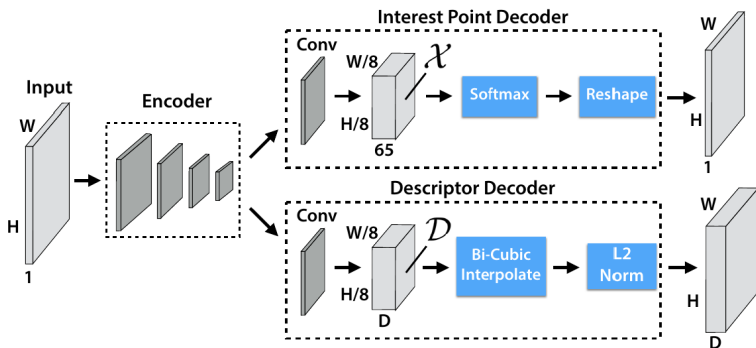 Input
W
H
1
Encoder
Interest Point Decoder
Conv
W/8
H/8
65
𝒳
Softmax
Reshape
W
H
1
Descriptor Decoder
Conv
W/8
H/8
D
𝒟
Bi-Cubic
Interpolate
L2
Norm
W
H
D